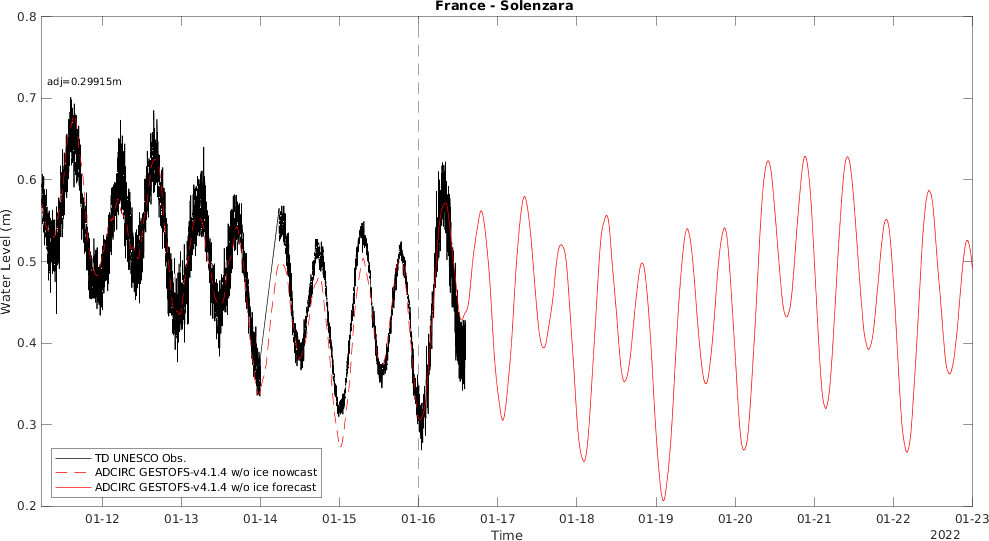 France - Solenzara
adj=0.29915m
Water Level (m)
0.8
0.7
0.6
0.5
0.4
0.3
0.2
TD UNESCO Obs.
ADCIRC GESTOFS-v4.1.4 w/o ice nowcast
ADCIRC GESTOFS-v4.1.4 w/o ice forecast
01-12 01-13 01-14 01-15 01-16 01-17 01-18 01-19 01-20 01-21 01-22 01-23
Time
2022